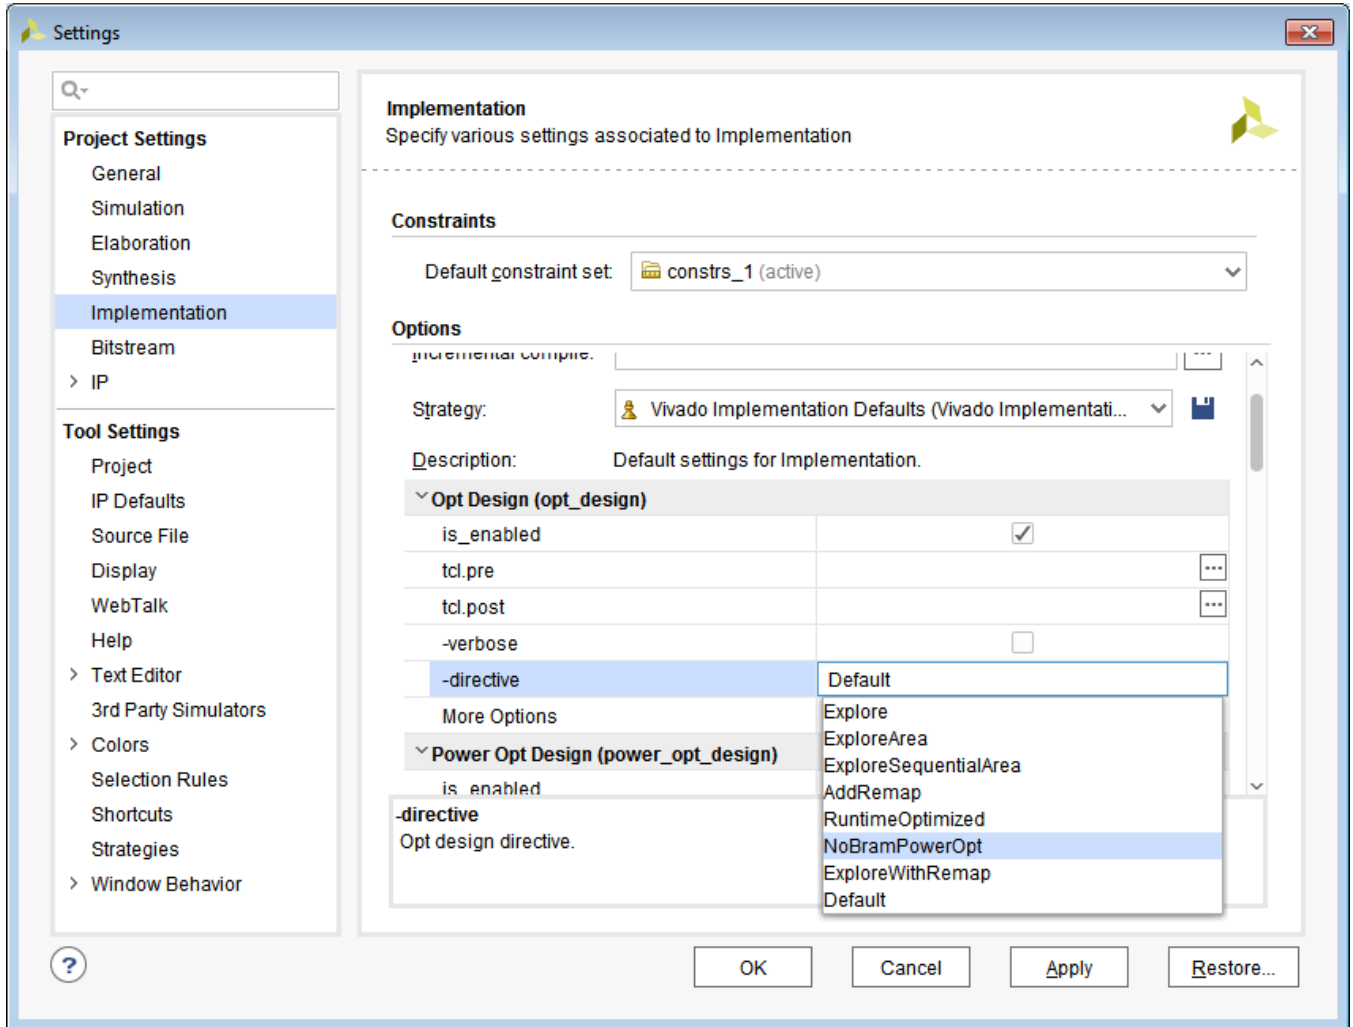 Settings
Project Settings
General
Simulation
Elaboration
Synthesis
Implementation
Bitstream
IP
Tool Settings
Project
IP Defaults
Source File
Display
WebTalk
Help
Text Editor
3rd Party Simulators
Colors
Selection Rules
Shortcuts
Strategies
Window Behavior
Implementation
Specify various settings associated to Implementation
Constraints
Default constraint set: constrs_1 (active)
Options
Incremental compile: ...
Strategy: Vivado Implementation Defaults (Vivado Implementati...
Description: Default settings for Implementation.
Opt Design (opt_design)
is_enabled
tcl.pre ...
tcl.post ...
-verbose
-directive Default
More Options
Power Opt Design (power_opt_design)
is_enabled
Explore
ExploreArea
ExploreSequentialArea
AddRemap
RuntimeOptimized
NoBramPowerOpt
ExploreWithRemap
Default
-directive
Opt design directive.
? OK Cancel Apply Restore...